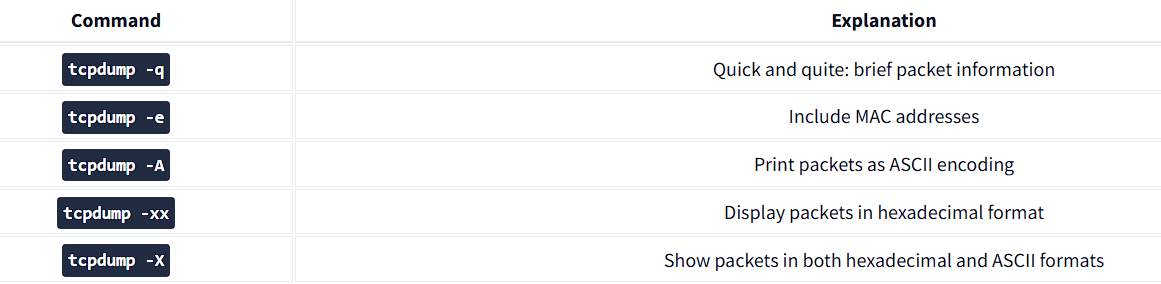 Command Explanation
tcpdump -q Quick and quite: brief packet information
tcpdump -e Include MAC addresses
tcpdump -A Print packets as ASCII encoding
tcpdump -xx Display packets in hexadecimal format
tcpdump -X Show packets in both hexadecimal and ASCII formats